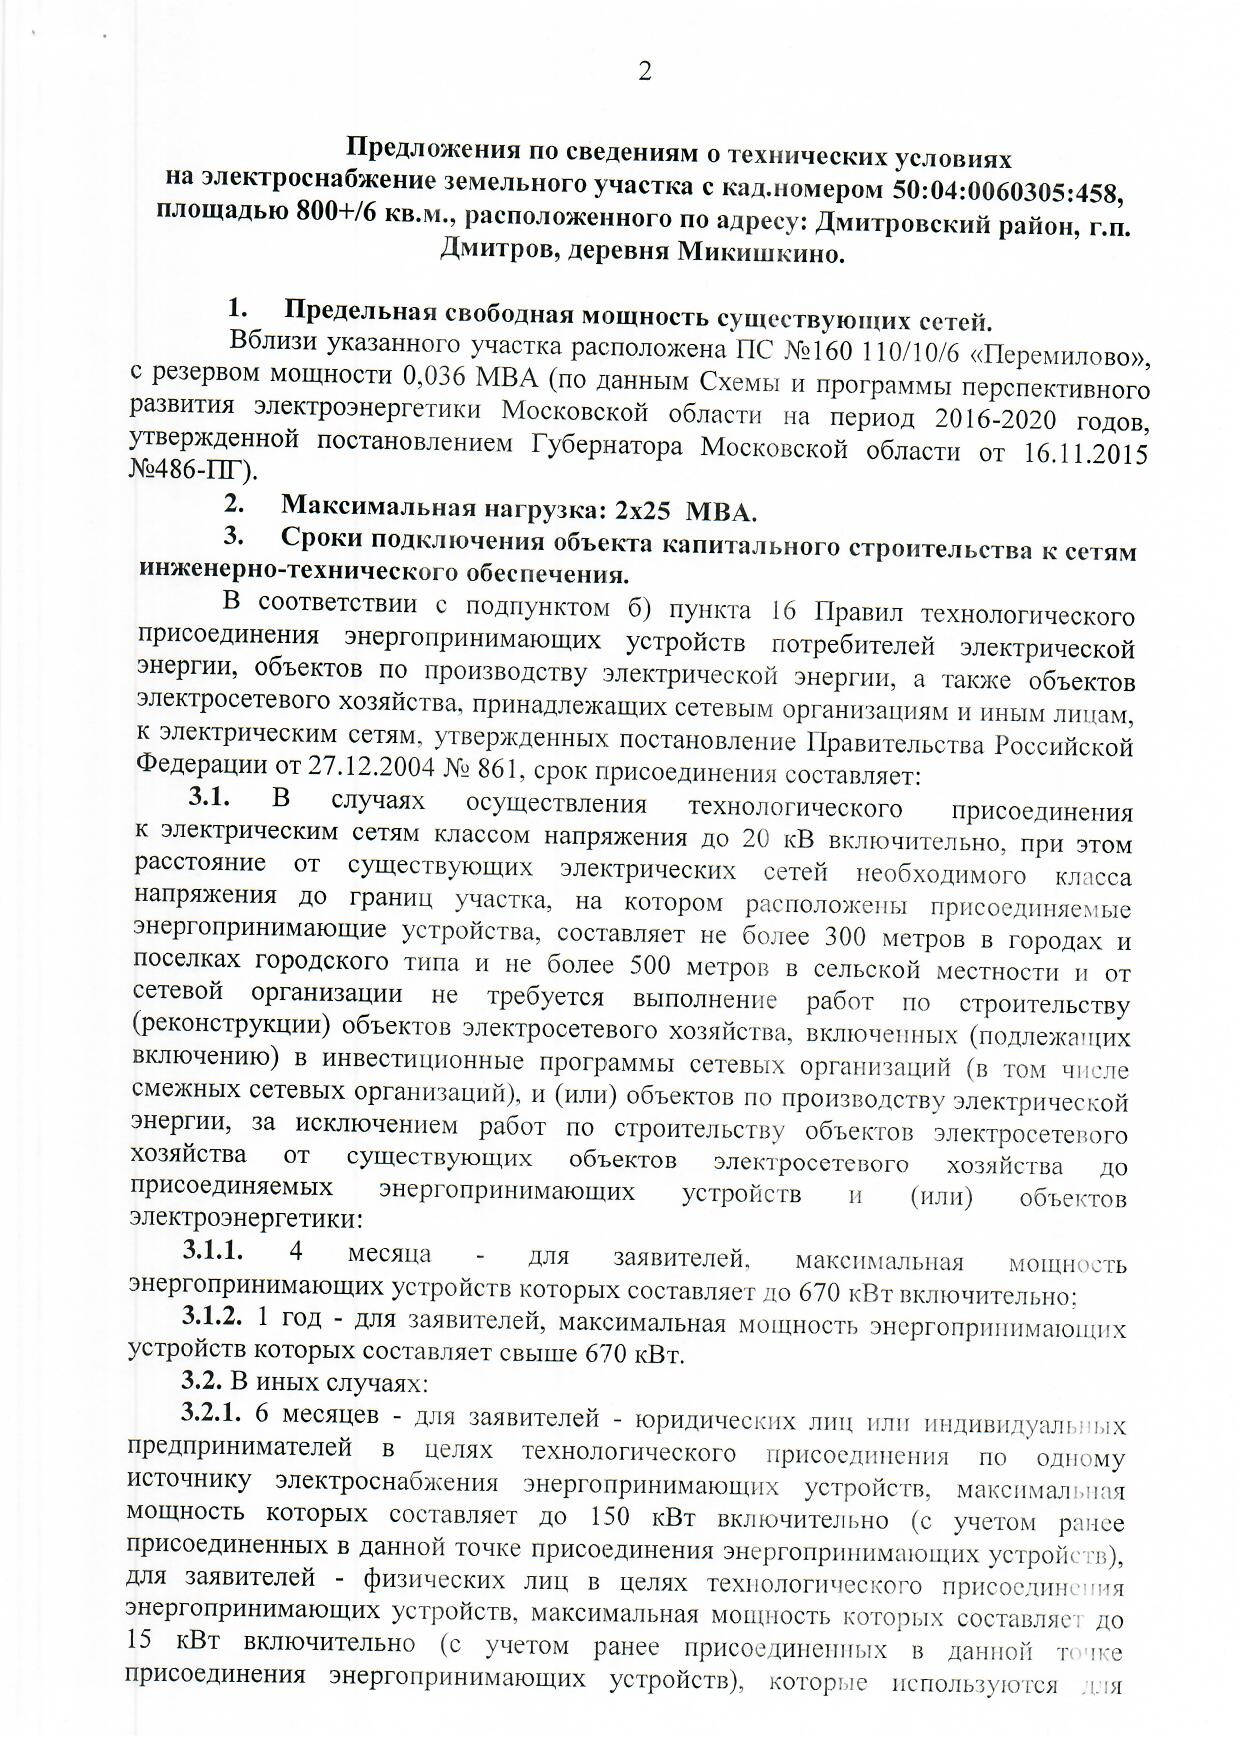 2
Предложения по сведениям о технических условиях
на электроснабжение земельного участка с кад.номером 50:04:0060305:458,
площадью 800+/6 кв.м., расположенного по адресу: Дмитровский район, г.п.
Дмитров, деревня Микишкино.
1. Предельная свободная мощность существующих сетей.
Вблизи указанного участка расположена ПС №160 110/10/6 «Перемилово»,
с резервом мощности 0,036 МВА (по данным Схемы и программы перспективного
развития электроэнергетики Московской области на период 2016-2020 годов,
утвержденной постановлением Губернатора Московской области от 16.11.2015
№486-ПГ).
2. Максимальная нагрузка: 2х25 МВА.
3. Сроки подключения объекта капитального строительства к сетям
инженерно-технического обеспечения.
В соответствии с подпунктом б) пункта 16 Правил технологического
присоединения энергопринимающих устройств потребителей электрической
энергии, объектов по производству электрической энергии, а также объектов
электросетевого хозяйства, принадлежащих сетевым организациям и иным лицам,
к электрическим сетям, утвержденных постановление Правительства Российской
Федерации от 27.12.2004 № 861, срок присоединения составляет:
3.1. В случаях осуществления технологического присоединения
к электрическим сетям классом напряжения до 20 кВ включительно, при этом
расстояние от существующих электрических сетей необходимого класса
напряжения до границ участка, на котором расположены присоединяемые
энергопринимающие устройства, составляет не более 300 метров в городах и
поселках городского типа и не более 500 метров в сельской местности и от
сетевой организации не требуется выполнение работ по строительству
(реконструкции) объектов электросетевого хозяйства, включенных (подлежащих
включению) в инвестиционные программы сетевых организаций (в том числе
смежных сетевых организаций), и (или) объектов по производству электрической
энергии, за исключением работ по строительству объектов электросетевого
хозяйства от существующих объектов электросетевого хозяйства до
присоединяемых энергопринимающих устройств и (или) объектов
электроэнергетики:
3.1.1. 4 месяца - для заявителей, максимальная мощность
энергопринимающих устройств которых составляет до 670 кВт включительно;
3.1.2. 1 год - для заявителей, максимальная мощность энергопринимающих
устройств которых составляет свыше 670 кВт.
3.2. В иных случаях:
3.2.1. 6 месяцев - для заявителей - юридических лиц или индивидуальных
предпринимателей в целях технологического присоединения по одному
источнику электроснабжения энергопринимающих устройств, максимальная
мощность которых составляет до 150 кВт включительно (с учетом ранее
присоединенных в данной точке присоединения энергопринимающих устройств),
для заявителей - физических лиц в целях технологического присоединения
энергопринимающих устройств, максимальная мощность которых составляет до
15 кВт включительно (с учетом ранее присоединенных в данной точке
присоединения энергопринимающих устройств), которые используются для